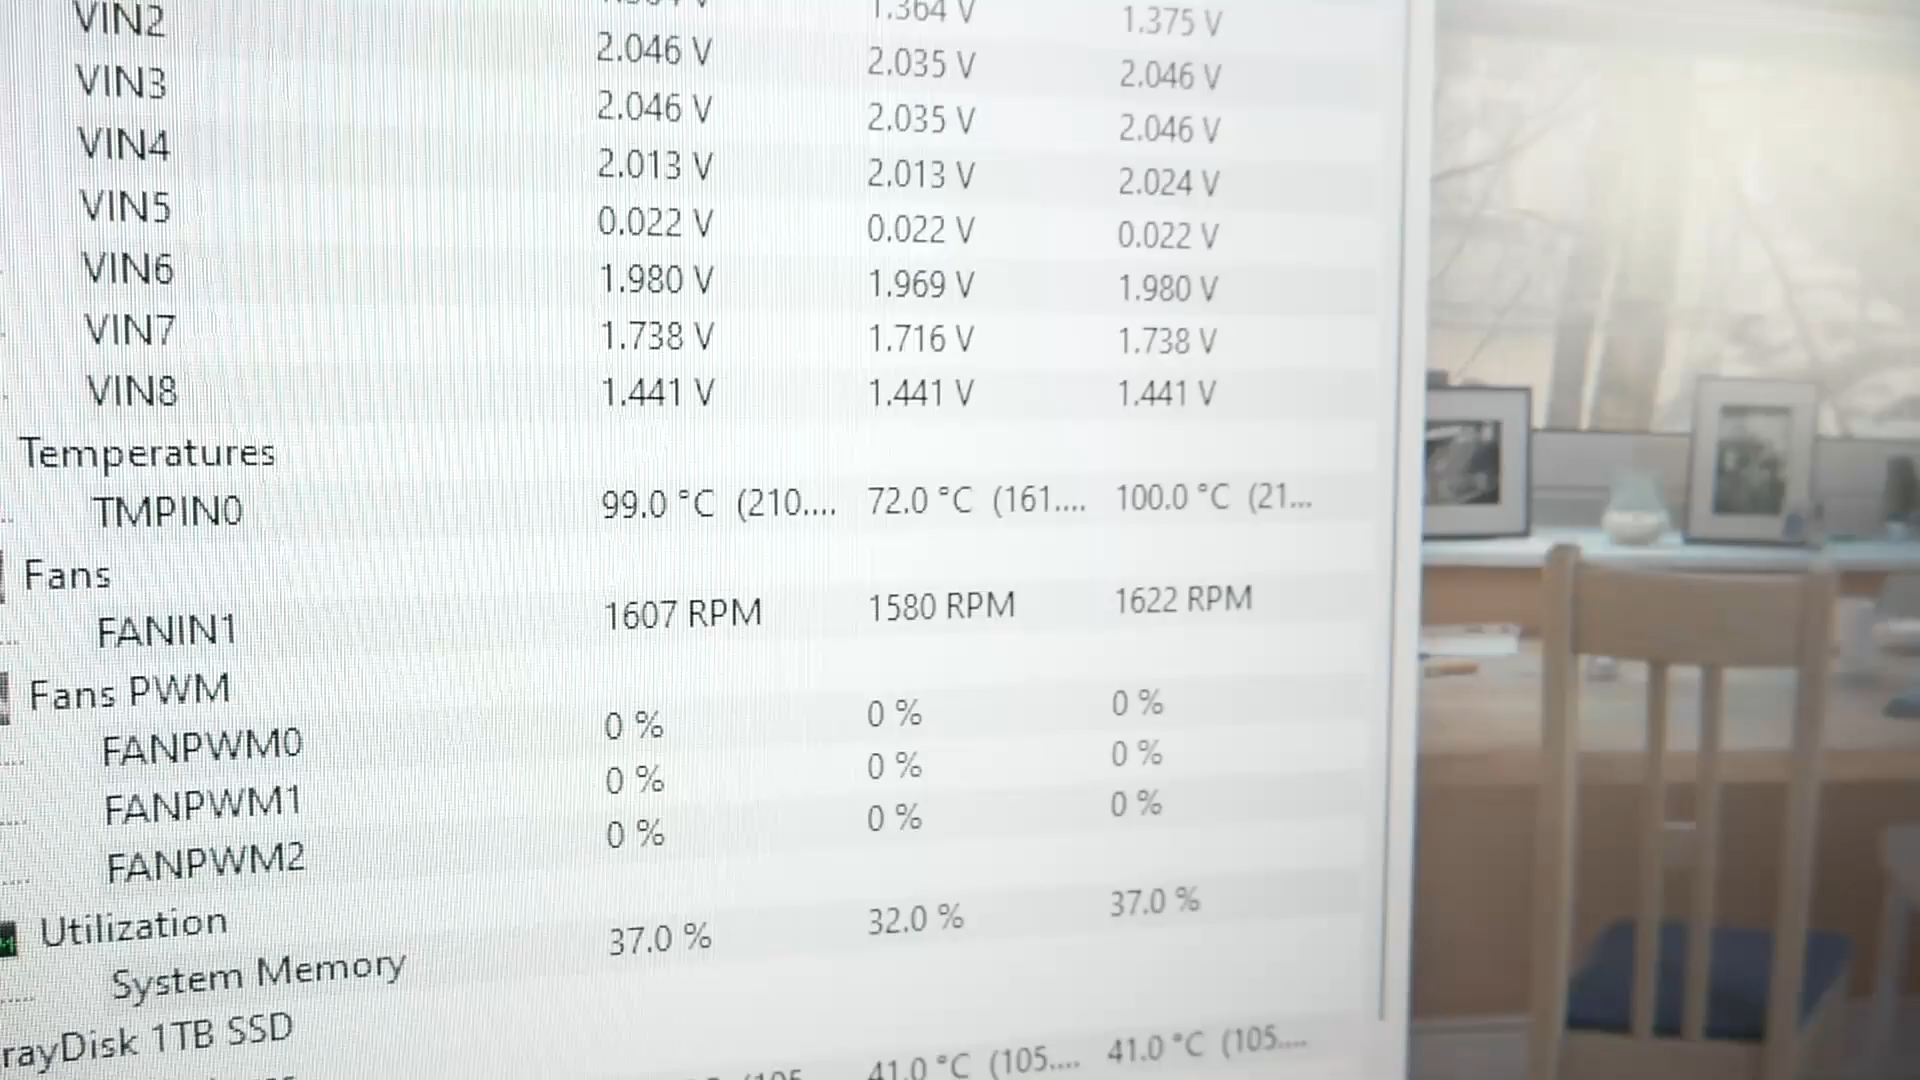 VIN2 1.364 V 1.375 V
VIN3 2.046 V 2.035 V 2.046 V
VIN4 2.046 V 2.035 V 2.046 V
VIN5 2.013 V 2.013 V 2.024 V
VIN6 0.022 V 0.022 V 0.022 V
VIN7 1.980 V 1.969 V 1.980 V
VIN8 1.738 V 1.716 V 1.738 V
1.441 V 1.441 V 1.441 V
Temperatures
TMPIN0 99.0 °C (210.... 72.0 °C (161.... 100.0 °C (21...
Fans
FANIN1 1607 RPM 1580 RPM 1622 RPM
Fans PWM
FANPWM0 0 % 0 % 0 %
FANPWM1 0 % 0 % 0 %
FANPWM2 0 % 0 % 0 %
Utilization
System Memory 37.0 % 32.0 % 37.0 %
rayDisk 1TB SSD
41.0 °C (105.... 41.0 °C (105....